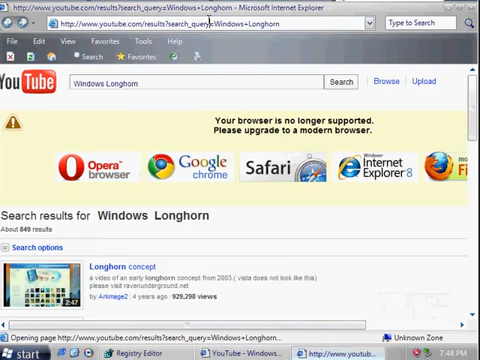 http://www.youtube.com/results?search_query=Windows+Longhorn - Microsoft Internet Explorer
http://www.youtube.com/results?search_query=Windows+Longhorn
Type to Search
File Edit View Favorites Tools Help
Search Favorites
YouTube
Windows Longhorn
Search
Browse
Upload
Your browser is no longer supported.
Please upgrade to a modern browser.
Opera browser
Google chrome
Safari
Windows Internet Explorer 8
Search results for Windows Longhorn
About 849 results
Search options
Longhorn concept
a video of an early longhorn concept from 2003.( vista does not look like this)
please visit ravenunderground.net
by Arkimage2 | 4 years ago | 929,298 views
2:47
Opening page http://www.youtube.com/results?search_query=Windows+Longhorn...
Unknown Zone
start
Registry Editor
YouTube - Windows...
http://www.youtube....
7:48 PM